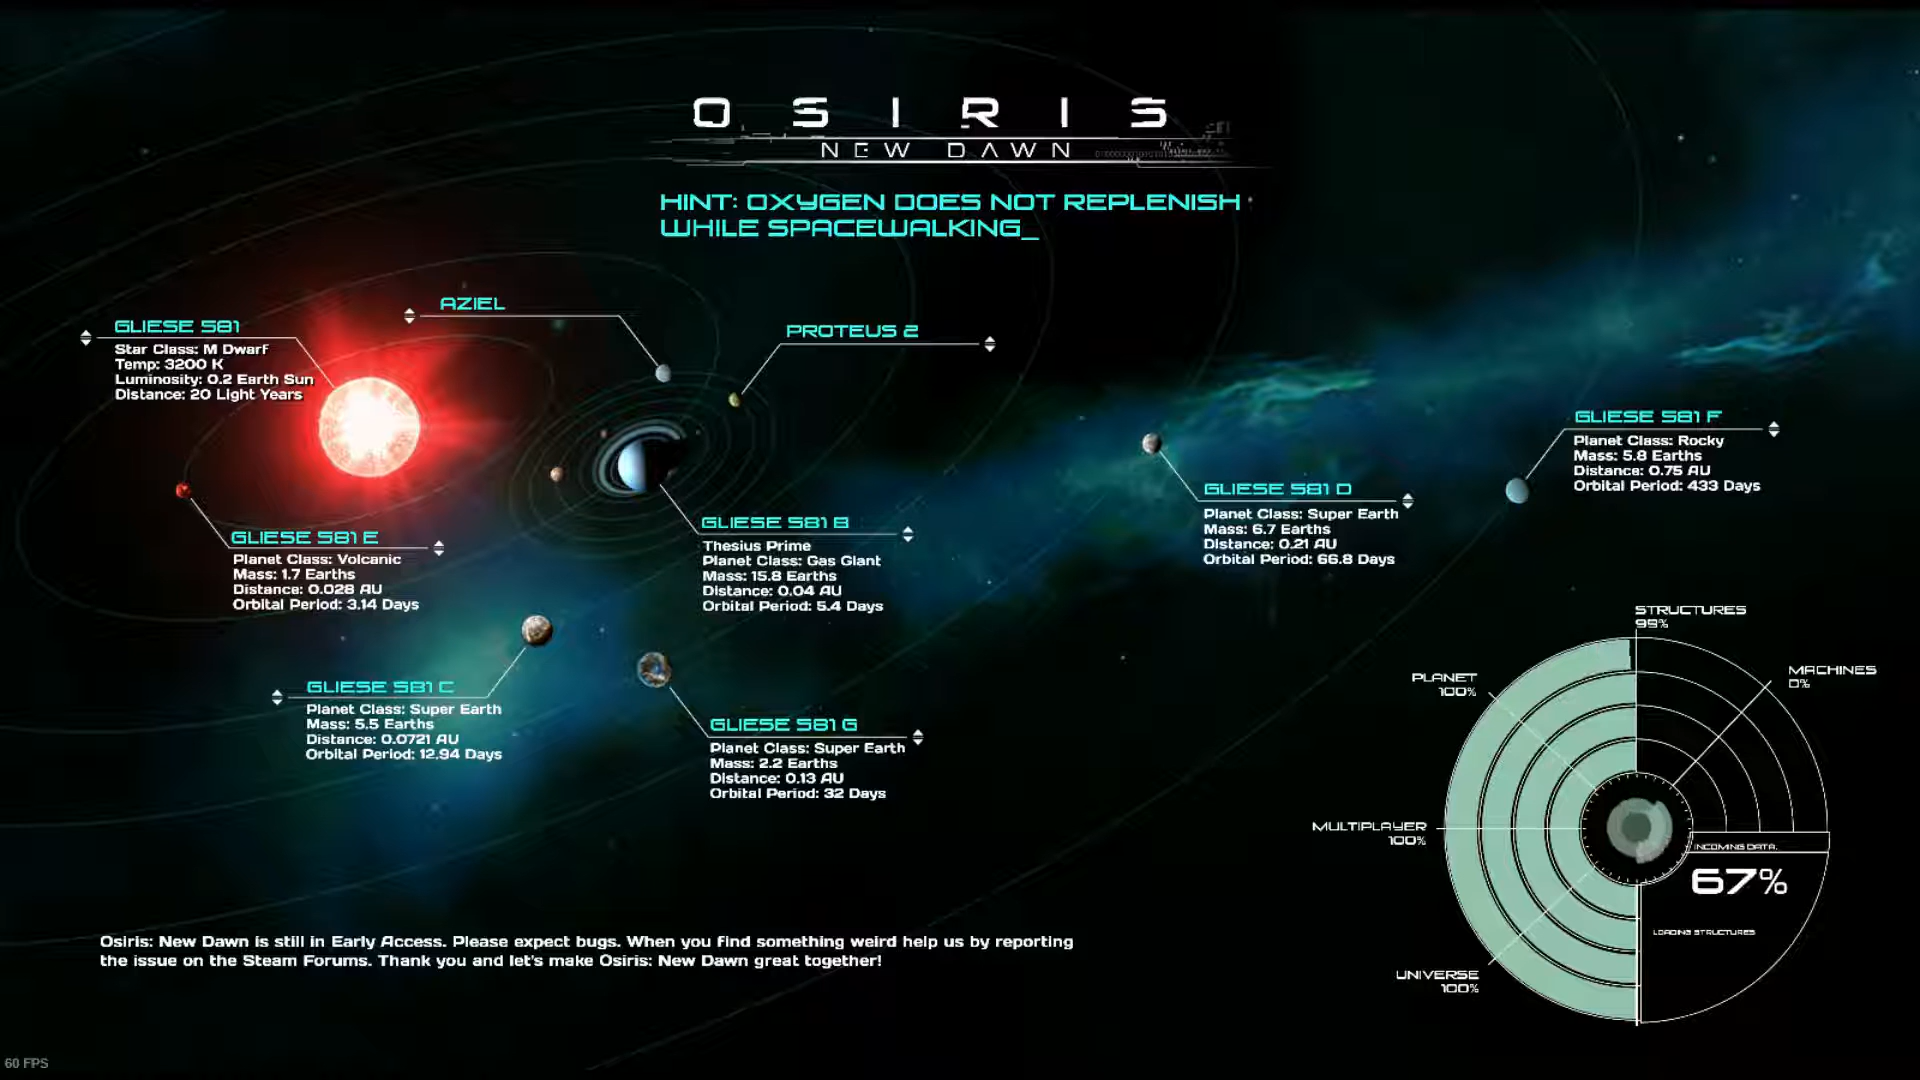 OSIRIS
NEW DAWN
HINT: OXYGEN DOES NOT REPLENISH
WHILE SPACEWALKING_
AZIEL
PROTEUS 2
GLIESE 581
Star Class: M Dwarf
Temp: 3200 K
Luminosity: 0.2 Earth Sun
Distance: 20 Light Years
GLIESE 581 F
Planet Class: Rocky
Mass: 5.8 Earths
Distance: 0.75 AU
Orbital Period: 433 Days
GLIESE 581 D
Planet Class: Super Earth
Mass: 6.7 Earths
Distance: 0.21 AU
Orbital Period: 66.8 Days
GLIESE 581 B
Thesius Prime
Planet Class: Gas Giant
Mass: 15.8 Earths
Distance: 0.04 AU
Orbital Period: 5.4 Days
GLIESE 581 E
Planet Class: Volcanic
Mass: 1.7 Earths
Distance: 0.028 AU
Orbital Period: 3.14 Days
GLIESE 581 C
Planet Class: Super Earth
Mass: 5.5 Earths
Distance: 0.0721 AU
Orbital Period: 12.94 Days
GLIESE 581 G
Planet Class: Super Earth
Mass: 2.2 Earths
Distance: 0.13 AU
Orbital Period: 32 Days
STRUCTURES
99%
MACHINES
0%
PLANET
100%
MULTIPLAYER
100%
UNIVERSE
100%
INCOMING DATA.
67%
LOADING STRUCTURES
Osiris: New Dawn is still in Early Access. Please expect bugs. When you find something weird help us by reporting
the issue on the Steam Forums. Thank you and let's make Osiris: New Dawn great together!
60 FPS